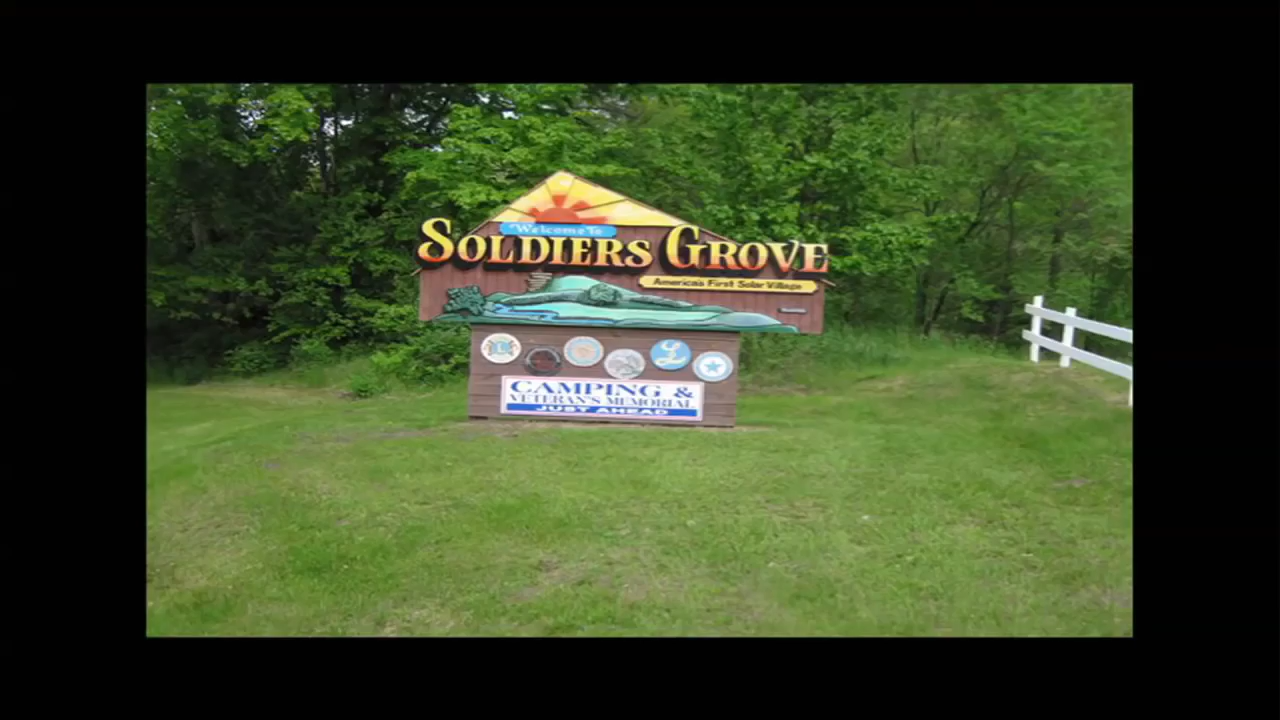 Welcome To
SOLDIERS GROVE
America's First Solar Village
CAMPING &
VETERAN'S MEMORIAL
JUST AHEAD